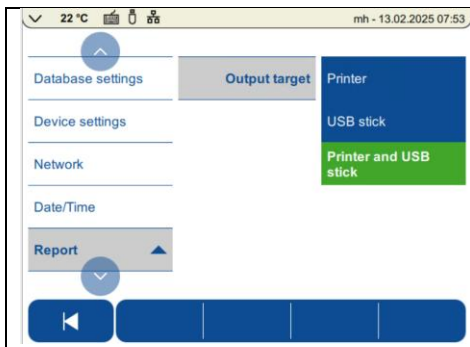 22 °C
mh - 13.02.2025 07:53
Database settings
Output target
Printer
Device settings
USB stick
Network
Printer and USB
stick
Date/Time
Report